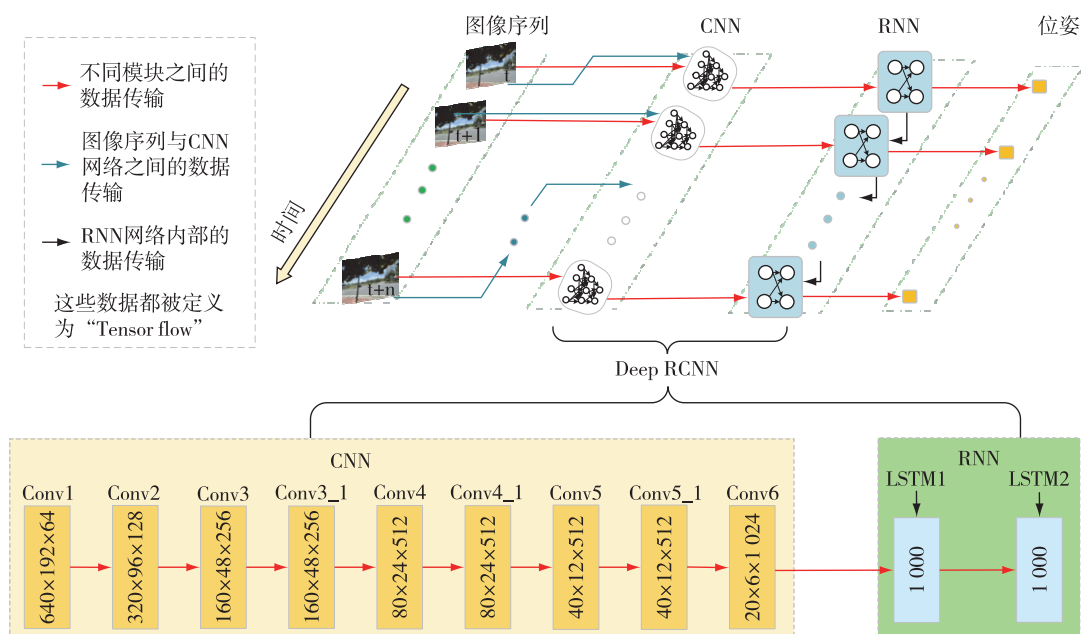 图像序列
CNN
RNN
位姿
不同模块之间的
数据传输
图像序列与CNN
网络之间的数据
传输
RNN网络内部的
数据传输
这些数据都被定义
为“Tensor flow”
时间
t
t+1
t+n
Deep RCNN
CNN
Conv1
Conv2
Conv3
Conv3_1
Conv4
Conv4_1
Conv5
Conv5_1
Conv6
640×192×64
320×96×128
160×48×256
160×48×256
80×24×512
80×24×512
40×12×512
40×12×512
20×6×1 024
RNN
LSTM1
LSTM2
1 000
1 000